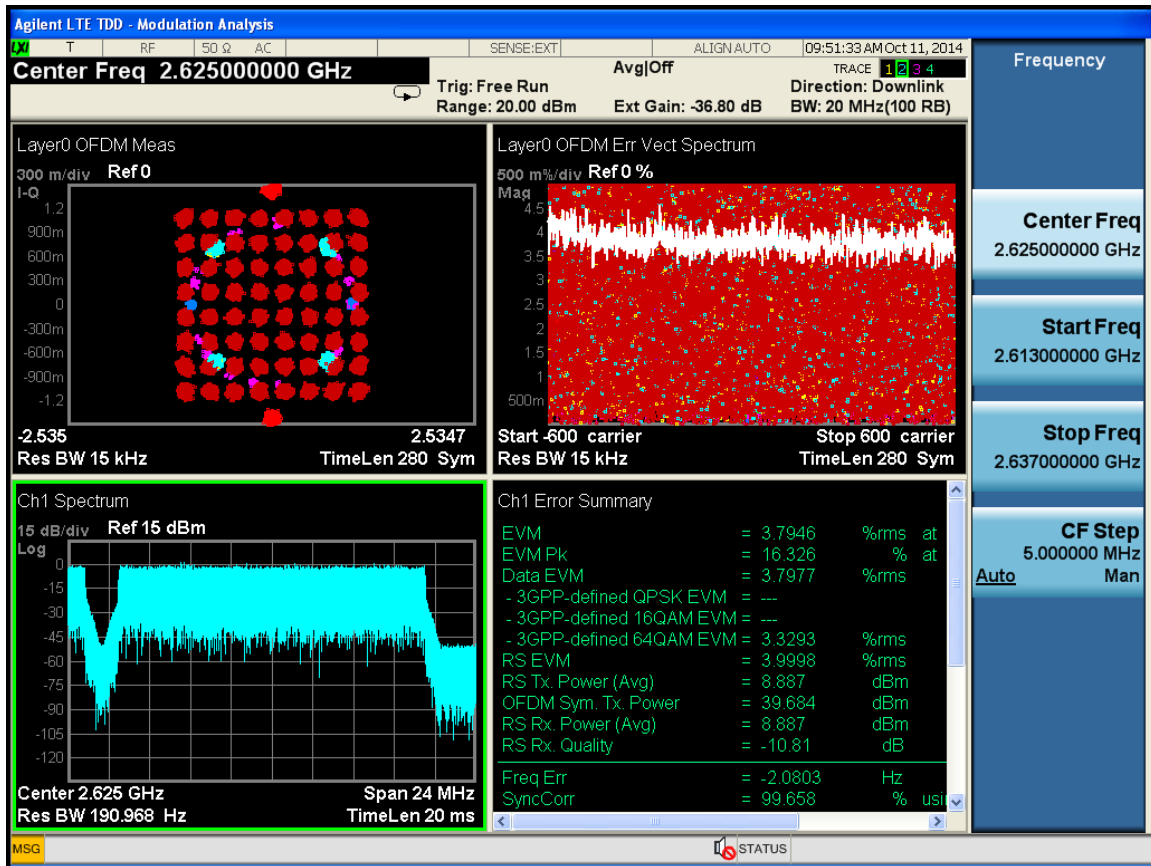 Agilent LTE TDD - Modulation Analysis
LXI T RF 50 Ω AC SENSE:EXT ALIGN AUTO 09:51:33 AM Oct 11, 2014
Center Freq 2.625000000 GHz
Avg|Off
TRACE 1 2 3 4
Trig: Free Run
Direction: Downlink
Range: 20.00 dBm Ext Gain: -36.80 dB BW: 20 MHz(100 RB)
Layer0 OFDM Meas
300 m/div Ref 0
I-Q
1.2
900m
600m
300m
0
-300m
-600m
-900m
-1.2
-2.535 2.5347
Res BW 15 kHz TimeLen 280 Sym
Layer0 OFDM Err Vect Spectrum
500 m%/div Ref 0 %
Mag
4.5
4
3.5
3
2.5
2
1.5
1
500m
Start -600 carrier Stop 600 carrier
Res BW 15 kHz TimeLen 280 Sym
Ch1 Spectrum
15 dB/div Ref 15 dBm
Log
0
-15
-30
-45
-60
-75
-90
-105
-120
Center 2.625 GHz Span 24 MHz
Res BW 190.968 Hz TimeLen 20 ms
Ch1 Error Summary
EVM = 3.7946 %rms at
EVM Pk = 16.326 % at
Data EVM = 3.7977 %rms
- 3GPP-defined QPSK EVM = ---
- 3GPP-defined 16QAM EVM = ---
- 3GPP-defined 64QAM EVM = 3.3293 %rms
RS EVM = 3.9998 %rms
RS Tx. Power (Avg) = 8.887 dBm
OFDM Sym. Tx. Power = 39.684 dBm
RS Rx. Power (Avg) = 8.887 dBm
RS Rx. Quality = -10.81 dB
Freq Err = -2.0803 Hz
SyncCorr = 99.658 % usi
Frequency
Center Freq
2.625000000 GHz
Start Freq
2.613000000 GHz
Stop Freq
2.637000000 GHz
CF Step
5.000000 MHz
Auto Man
MSG STATUS